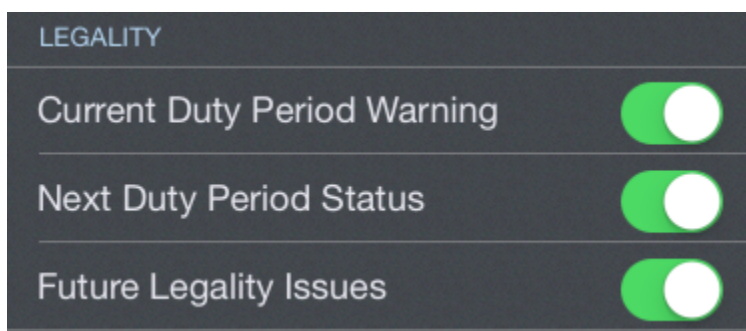 LEGALITY
Current Duty Period Warning
Next Duty Period Status
Future Legality Issues